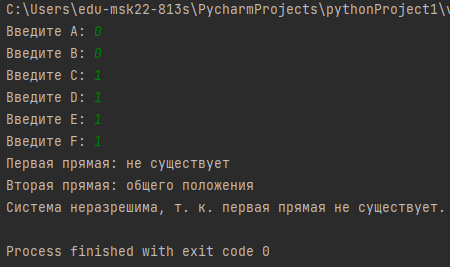 C:\Users\edu-msk22-813s\PycharmProjects\pythonProject1\
Введите A: 0
Введите B: 0
Введите C: 1
Введите D: 1
Введите E: 1
Введите F: 1
Первая прямая: не существует
Вторая прямая: общего положения
Система неразрешима, т. к. первая прямая не существует.
Process finished with exit code 0